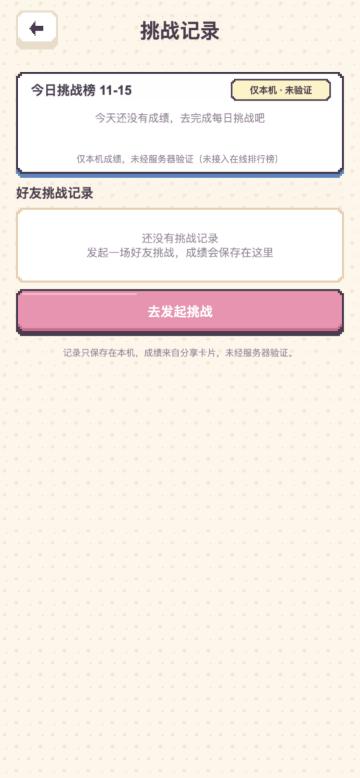 挑战记录
今日挑战榜 11-15
仅本机 · 未验证
今天还没有成绩，去完成每日挑战吧
仅本机成绩，未经服务器验证（未接入在线排行榜）
好友挑战记录
还没有挑战记录
发起一场好友挑战，成绩会保存在这里
去发起挑战
记录只保存在本机，成绩来自分享卡片，未经服务器验证。